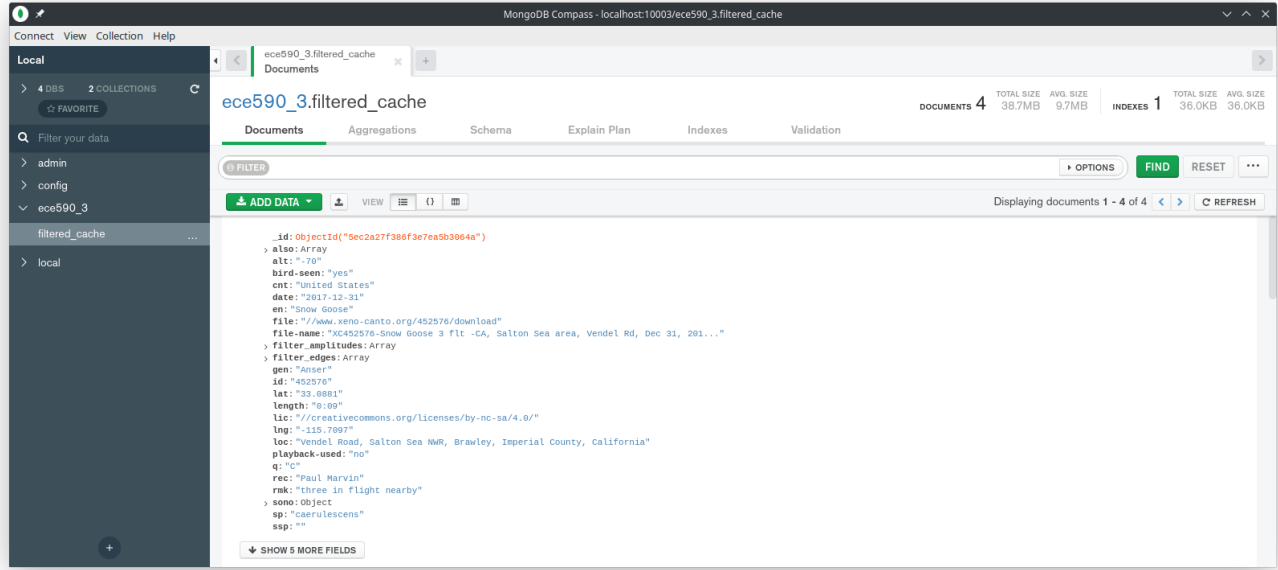 MongoDB Compass - localhost:10003/ece590_3.filtered_cache
Connect View Collection Help
Local
4 DBS 2 COLLECTIONS
FAVORITE
Filter your data
admin
config
ece590_3
filtered_cache ...
local
ece590_3.filtered_cache
Documents
ece590_3.filtered_cache
DOCUMENTS 4 TOTAL SIZE 38.7MB AVG. SIZE 9.7MB INDEXES 1 TOTAL SIZE 36.0KB AVG. SIZE 36.0KB
Documents Aggregations Schema Explain Plan Indexes Validation
FILTER OPTIONS FIND RESET ...
ADD DATA VIEW {} Displaying documents 1 - 4 of 4 < > REFRESH
_id: ObjectId("5ec2a27f386f3e7ea5b3064a")
also: Array
alt: "-70"
bird-seen: "yes"
cnt: "United States"
date: "2017-12-31"
en: "Snow Goose"
file: "//www.xeno-canto.org/452576/download"
file-name: "XC452576-Snow Goose 3 flt -CA, Salton Sea area, Vendel Rd, Dec 31, 201..."
filter_amplitudes: Array
filter_edges: Array
gen: "Anser"
id: "452576"
lat: "33.0881"
length: "0:09"
lic: "//creativecommons.org/licenses/by-nc-sa/4.0/"
lng: "-115.7097"
loc: "Vendel Road, Salton Sea NWR, Brawley, Imperial County, California"
playback-used: "no"
q: "C"
rec: "Paul Marvin"
rmk: "three in flight nearby"
sono: Object
sp: "caerulescens"
ssp: ""
SHOW 5 MORE FIELDS